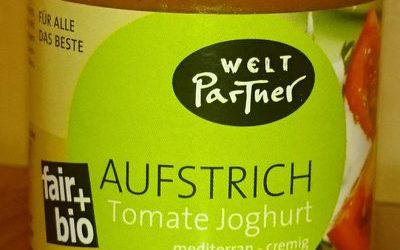 FÜR ALLE
DAS BESTE
WELT
PaRTNer
fair+
bio
AUFSTRICH
Tomate Joghurt
mediterran - cremig